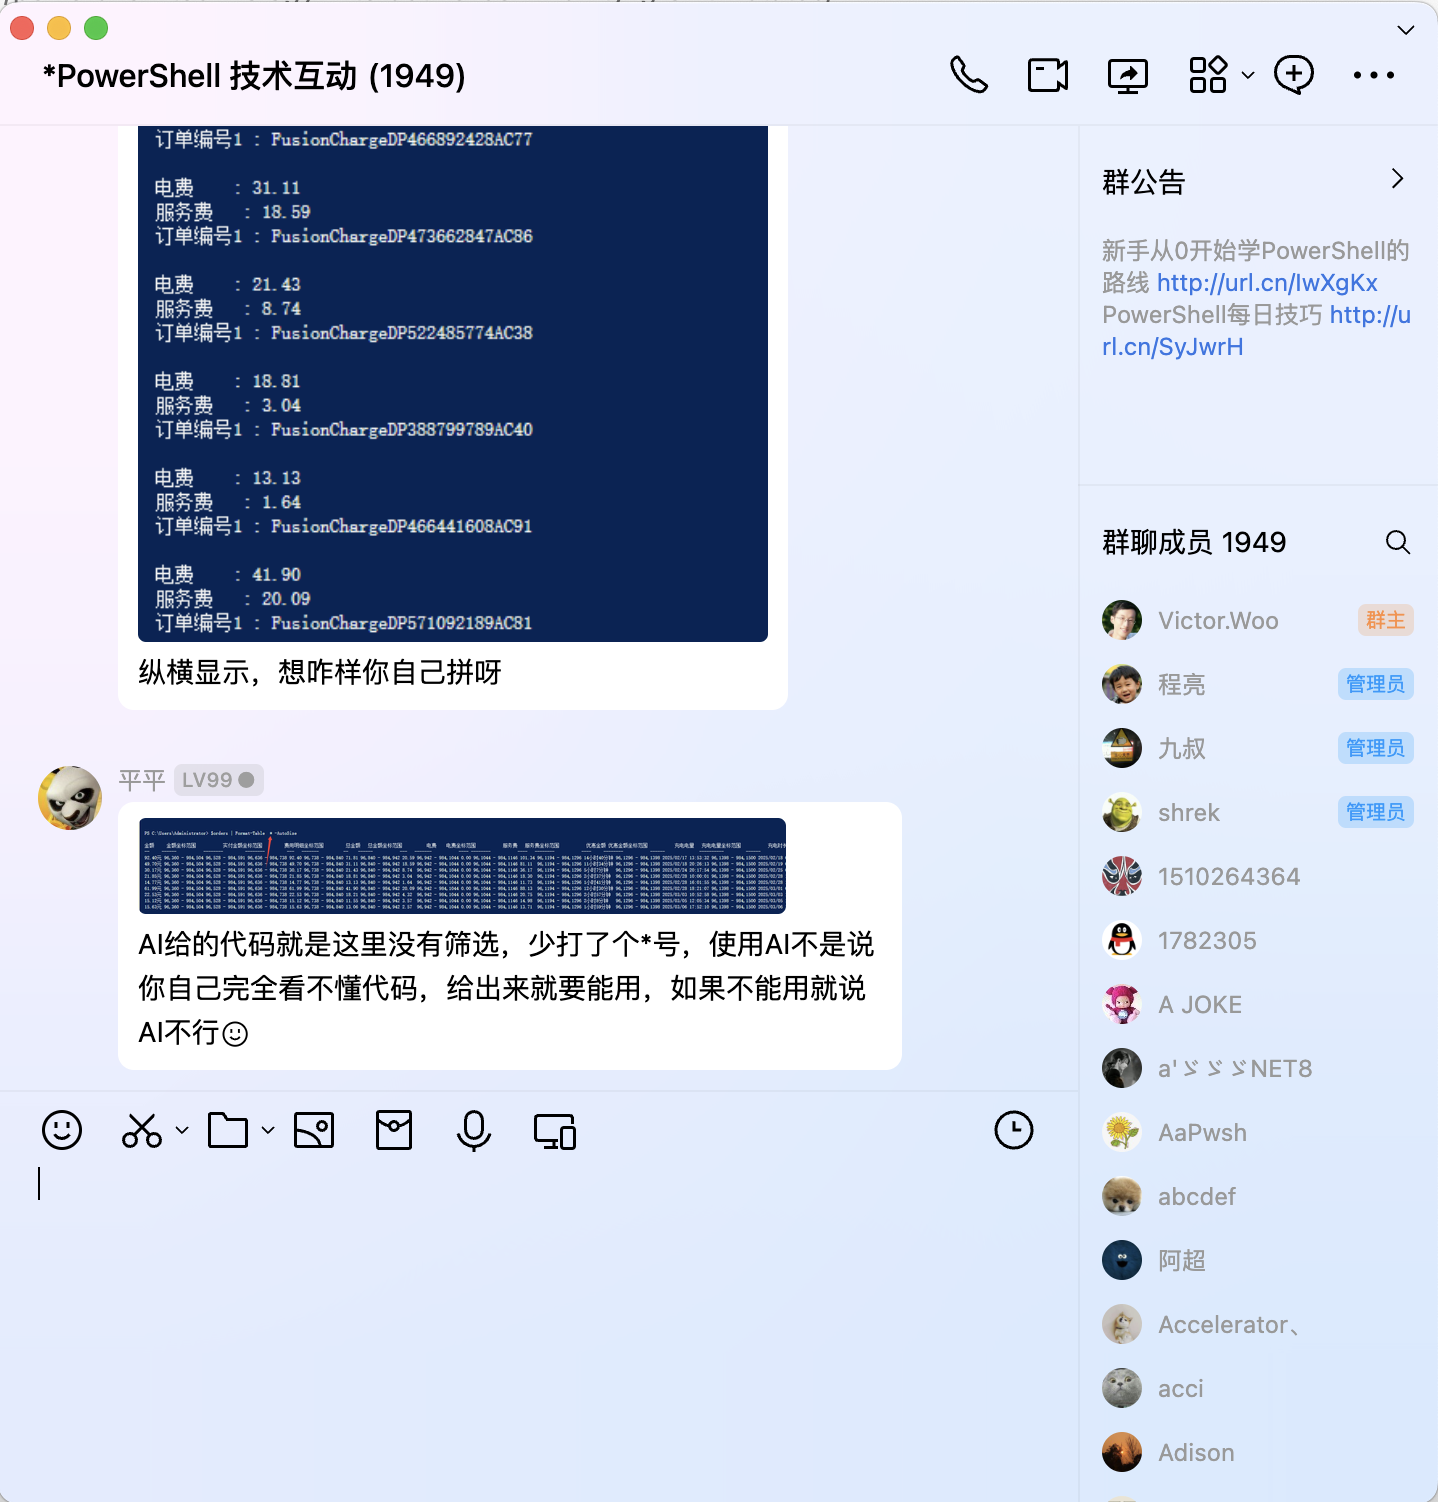 *PowerShell 技术互动 (1949)
订单编号1 : FusionChargeDP466892428AC77
电费 : 31.11
服务费 : 18.59
订单编号1 : FusionChargeDP473662847AC86
电费 : 21.43
服务费 : 8.74
订单编号1 : FusionChargeDP522485774AC38
电费 : 18.81
服务费 : 3.04
订单编号1 : FusionChargeDP388799789AC40
电费 : 13.13
服务费 : 1.64
订单编号1 : FusionChargeDP466441608AC91
电费 : 41.90
服务费 : 20.09
订单编号1 : FusionChargeDP571092189AC81
纵横显示，想咋样你自己拼呀
平平 LV99
PS C:\Users\Administrator> $orders | Format-Table * -AutoSize
AI给的代码就是这里没有筛选，少打了个*号，使用AI不是说
你自己完全看不懂代码，给出来就要能用，如果不能用就说
AI不行
群公告
新手从0开始学PowerShell的
路线 http://url.cn/IwXgKx
PowerShell每日技巧 http://u
rl.cn/SyJwrH
群聊成员 1949
Victor.Woo 群主
程亮 管理员
九叔 管理员
shrek 管理员
1510264364
1782305
A JOKE
a'ゞゞゞNET8
AaPwsh
abcdef
阿超
Accelerator、
acci
Adison